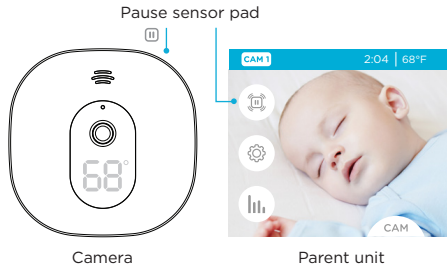 Pause sensor pad
CAM 1 2:04 68°F
68°
CAM
Camera Parent unit